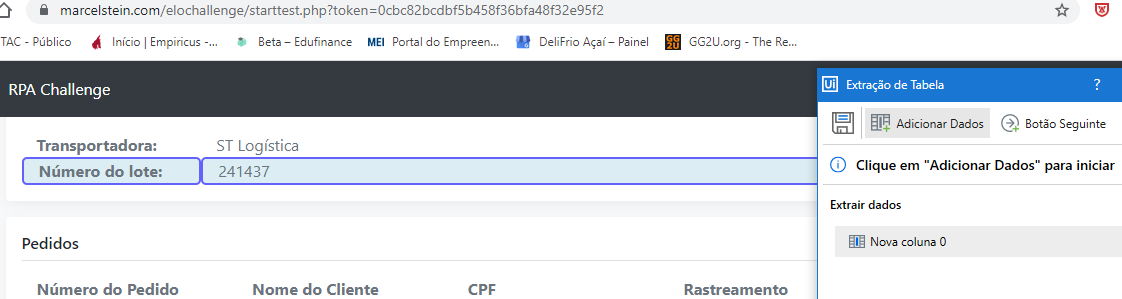 marcelstein.com/elochallenge/starttest.php?token=0cbc82bcdbf5b458f36bfa48f32e95f2
TAC - Público Início | Empiricus -... Beta – Edufinance MEI Portal do Empreen... DeliFrio Açaí – Painel GG2U GG2U.org - The Re...
RPA Challenge
Transportadora: ST Logística
Número do lote: 241437
Pedidos
Número do Pedido Nome do Cliente CPF Rastreamento
Ui Extração de Tabela ?
Adicionar Dados Botão Seguinte
Clique em "Adicionar Dados" para iniciar
Extrair dados
Nova coluna 0